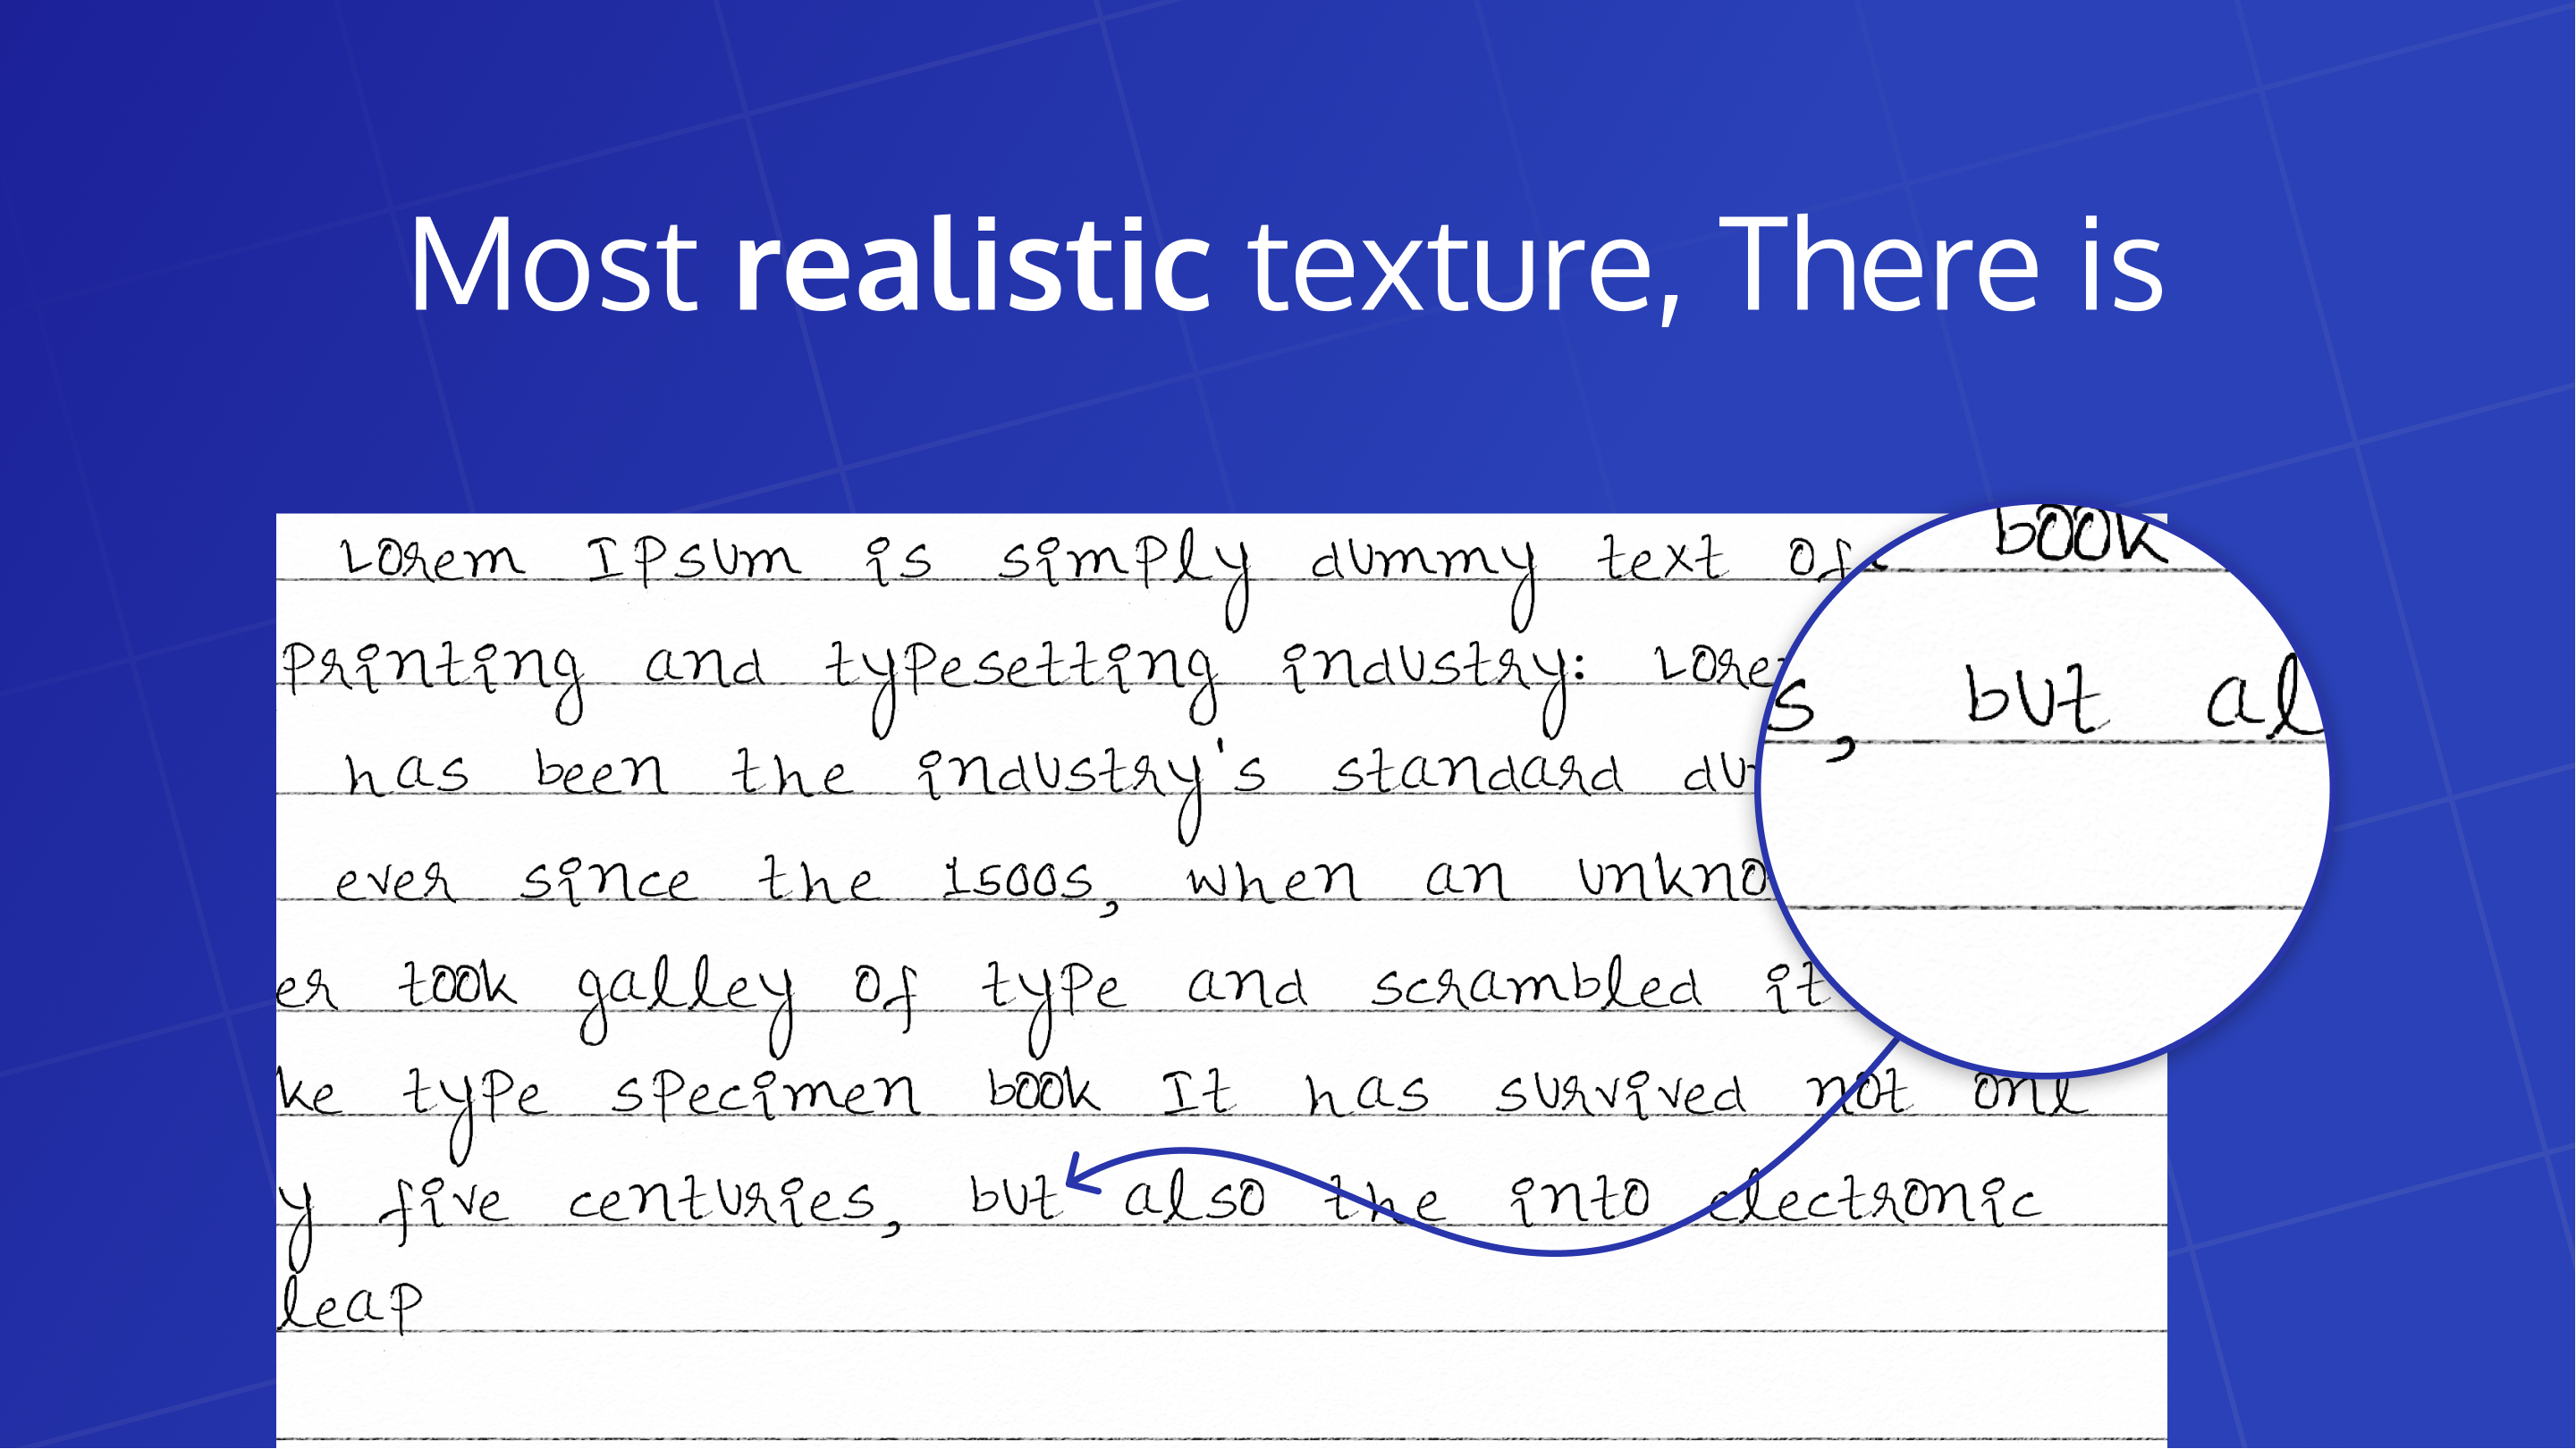 Most realistic texture, There is
Lorem Ipsum is simply dummy text of
book
printing and typesetting industry: Lore
s, but al
has been the industry's standard du
ever since the 1500s, when an unkno
er took galley of type and scrambled it
ke type specimen book It has survived not onl
y five centuries, but also the into electronic
leap